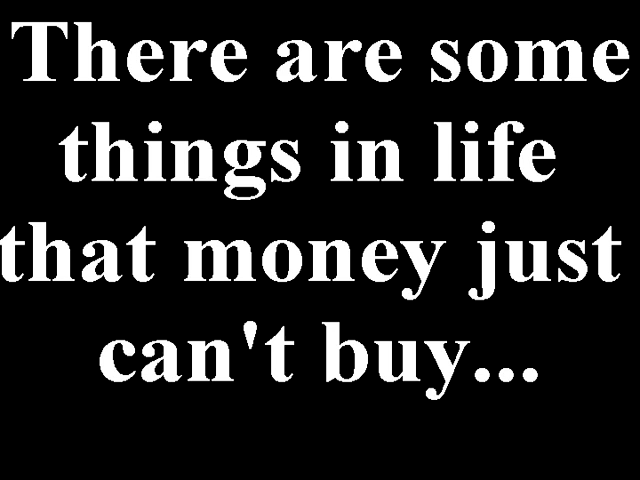 There are some
things in life
that money just
can't buy...